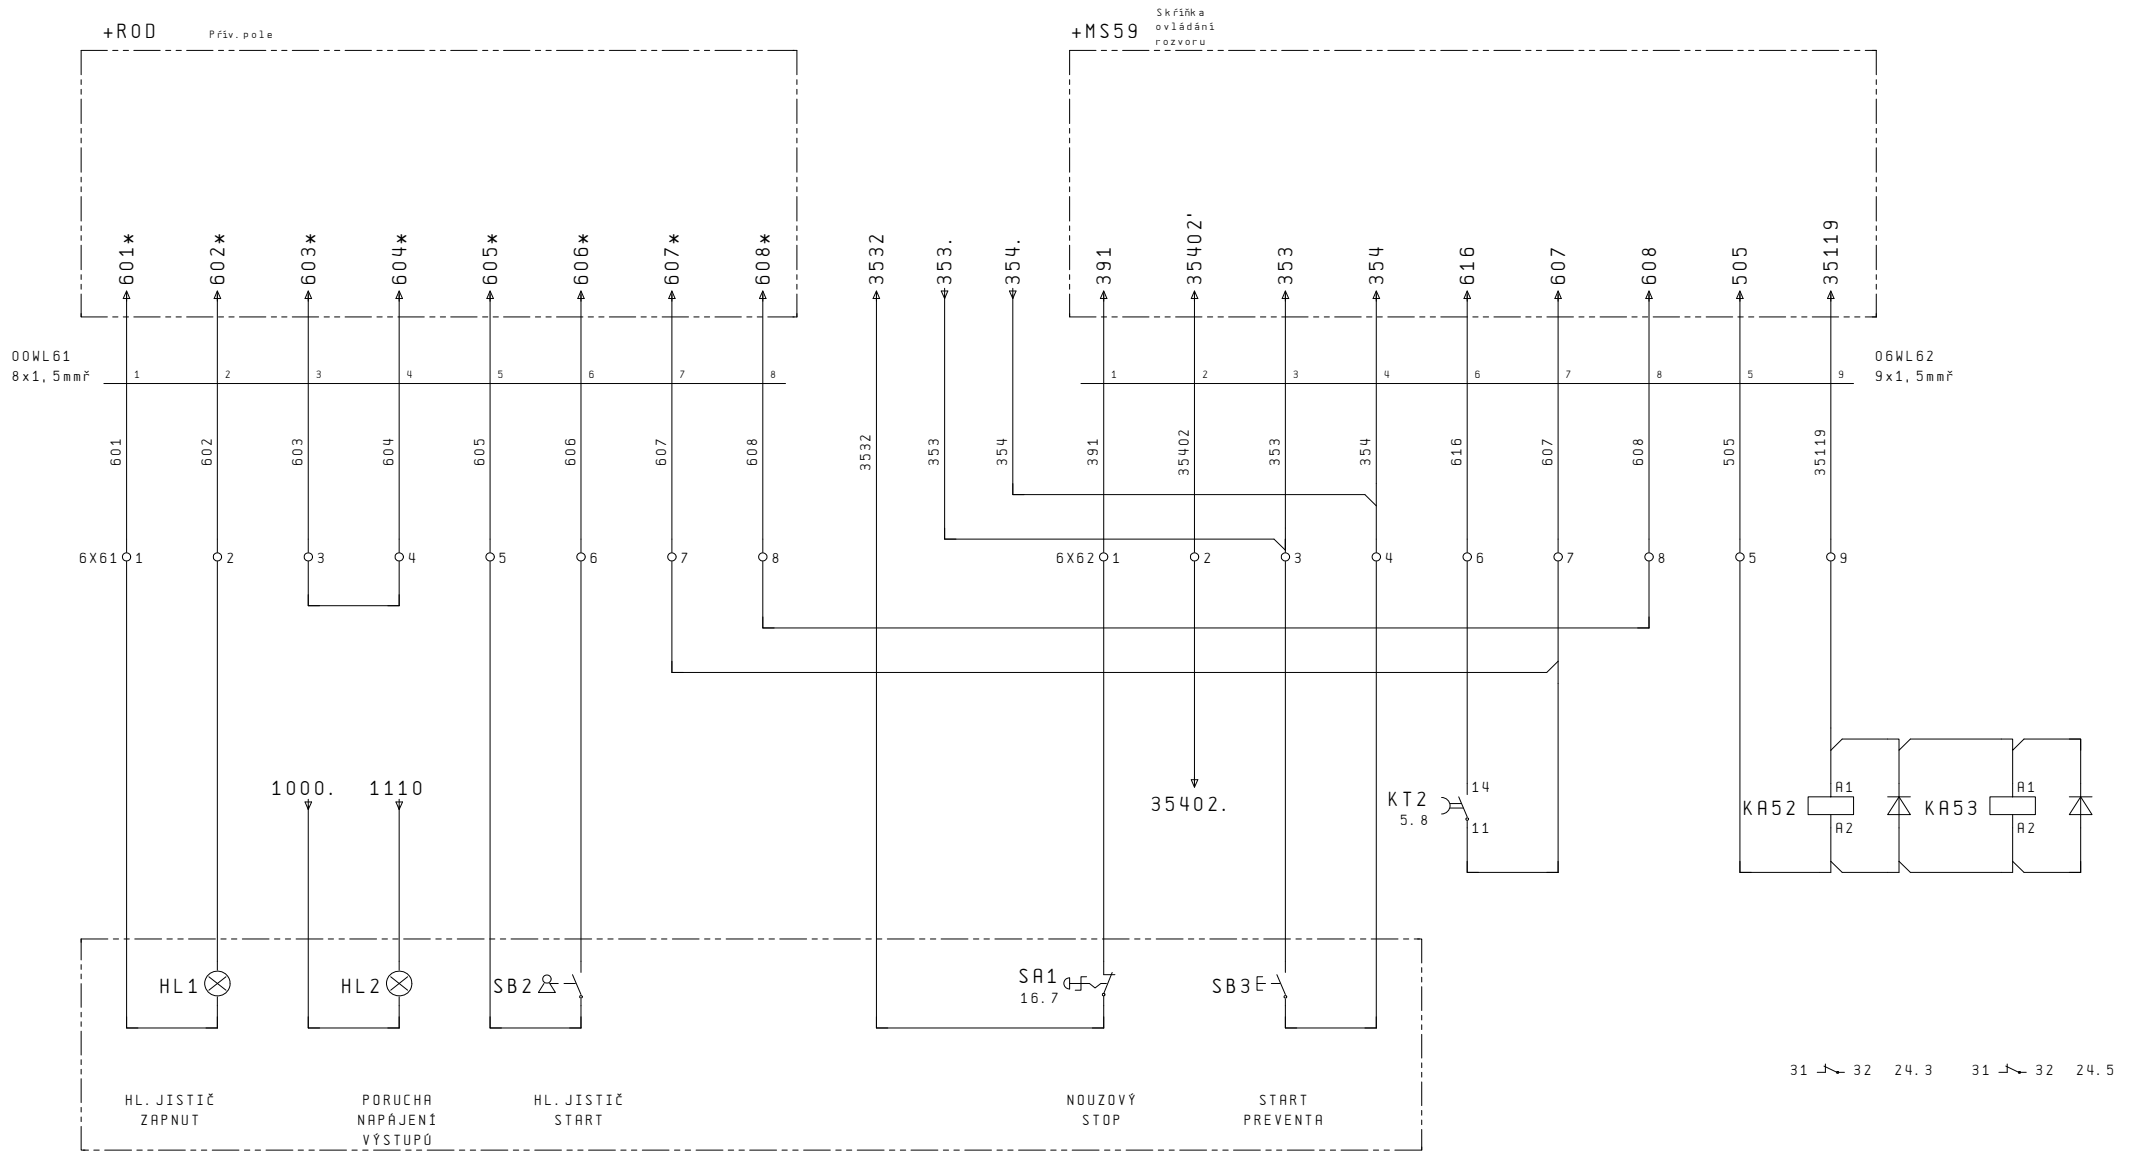 +ROD Přív.pole
+MS59 Skříňka
ovládání
rozvoru
601* 602* 603* 604* 605* 606* 607* 608* 3532 353. 354. 391 35402' 353 354 616 607 608 505 35119
00WL61
8x1,5mmř
1 2 3 4 5 6 7 8
1 2 3 4 6 7 8 5 9
06WL62
9x1,5mmř
601 602 603 604 605 606 607 608 3532 353 354 391 35402 353 354 616 607 608 505 35119
6X61 1 2 3 4 5 6 7 8
6X62 1 2 3 4 6 7 8 5 9
1000. 1110
35402.
KT2
5.8
14
11
KA52
A1
A2
KA53
A1
A2
HL1 HL2 SB2
SA1
16.7
SB3
31 32 24.3
31 32 24.5
HL.JISTIČ
ZAPNUT
PORUCHA
NAPÁJENÍ
VÝSTUPŮ
HL.JISTIČ
START
NOUZOVÝ
STOP
START
PREVENTA